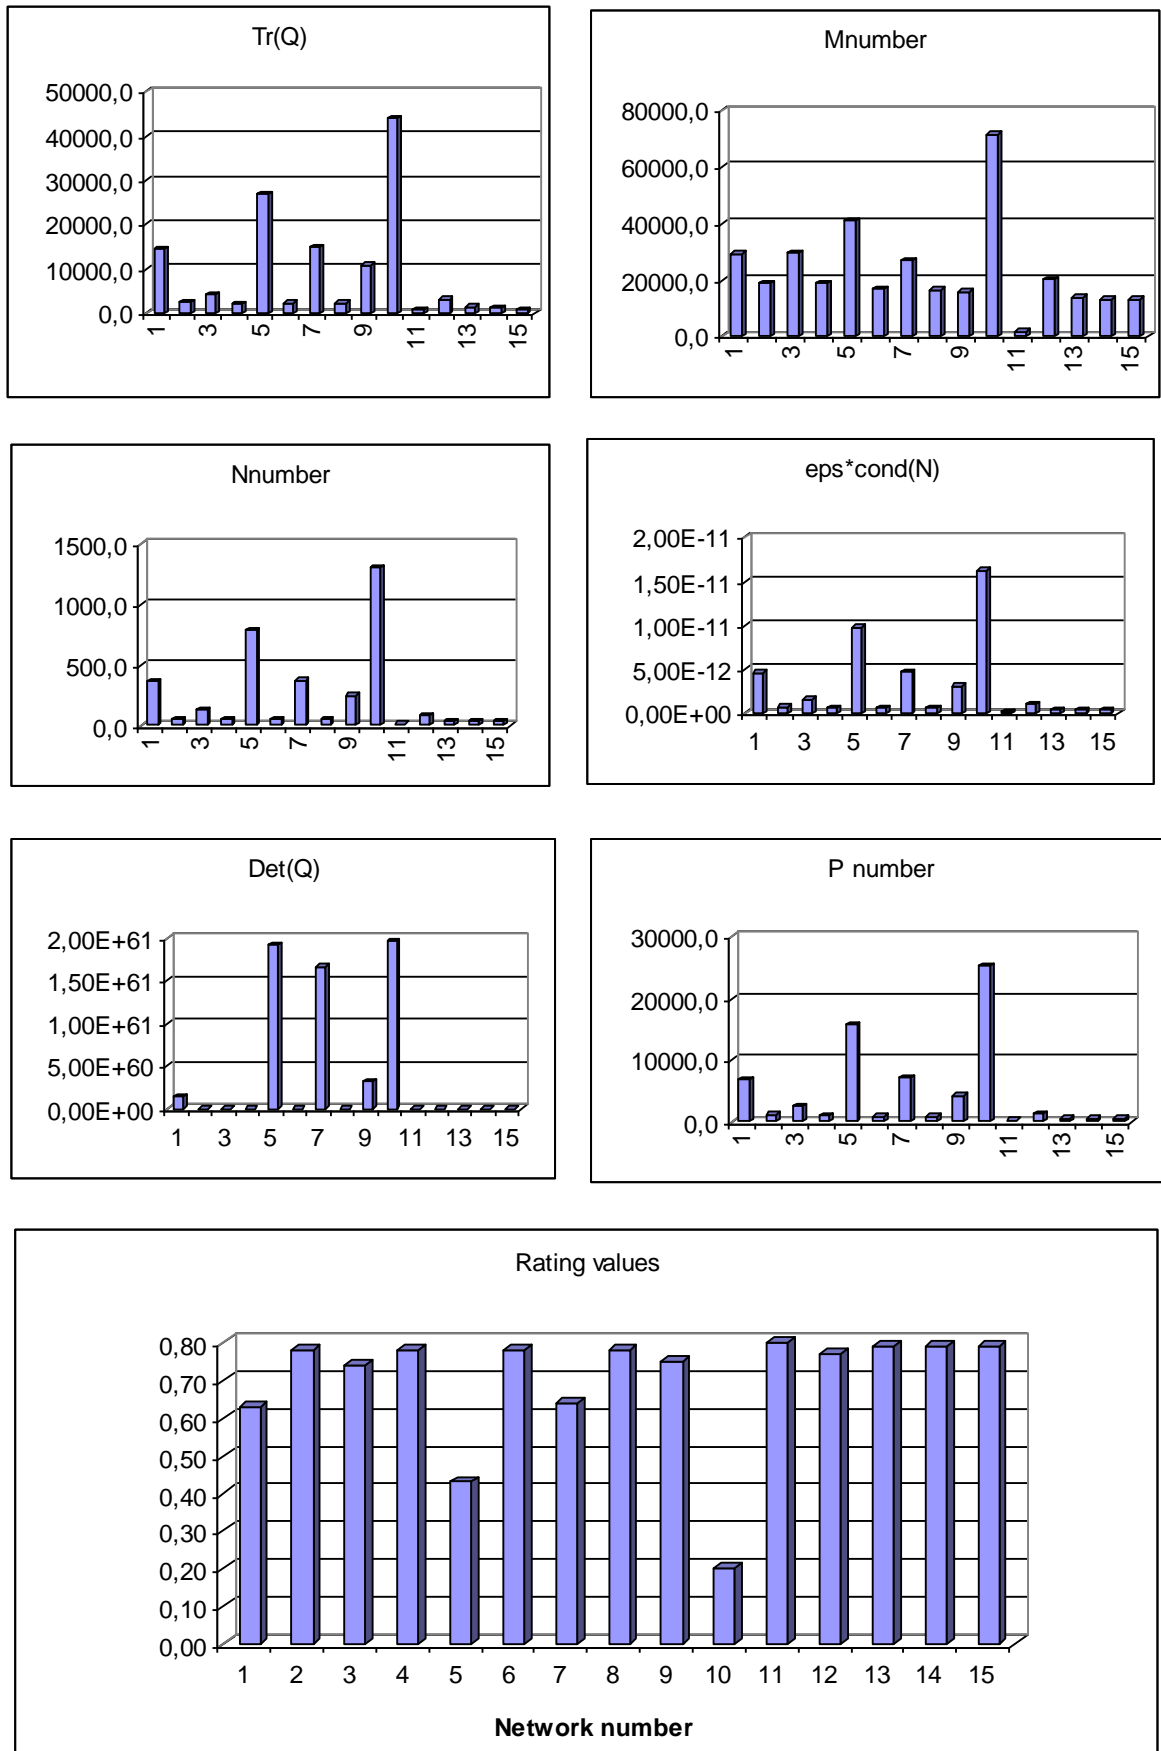 Tr(Q)
50000,0
40000,0
30000,0
20000,0
10000,0
0,0
1 3 5 7 9 11 13 15
Mnumber
80000,0
60000,0
40000,0
20000,0
0,0
1 3 5 7 9 11 13 15
Nnumber
1500,0
1000,0
500,0
0,0
1 3 5 7 9 11 13 15
eps*cond(N)
2,00E-11
1,50E-11
1,00E-11
5,00E-12
0,00E+00
1 3 5 7 9 11 13 15
Det(Q)
2,00E+61
1,50E+61
1,00E+61
5,00E+60
0,00E+00
1 3 5 7 9 11 13 15
P number
30000,0
20000,0
10000,0
0,0
1 3 5 7 9 11 13 15
Rating values
0,80
0,70
0,60
0,50
0,40
0,30
0,20
0,10
0,00
1 2 3 4 5 6 7 8 9 10 11 12 13 14 15
Network number